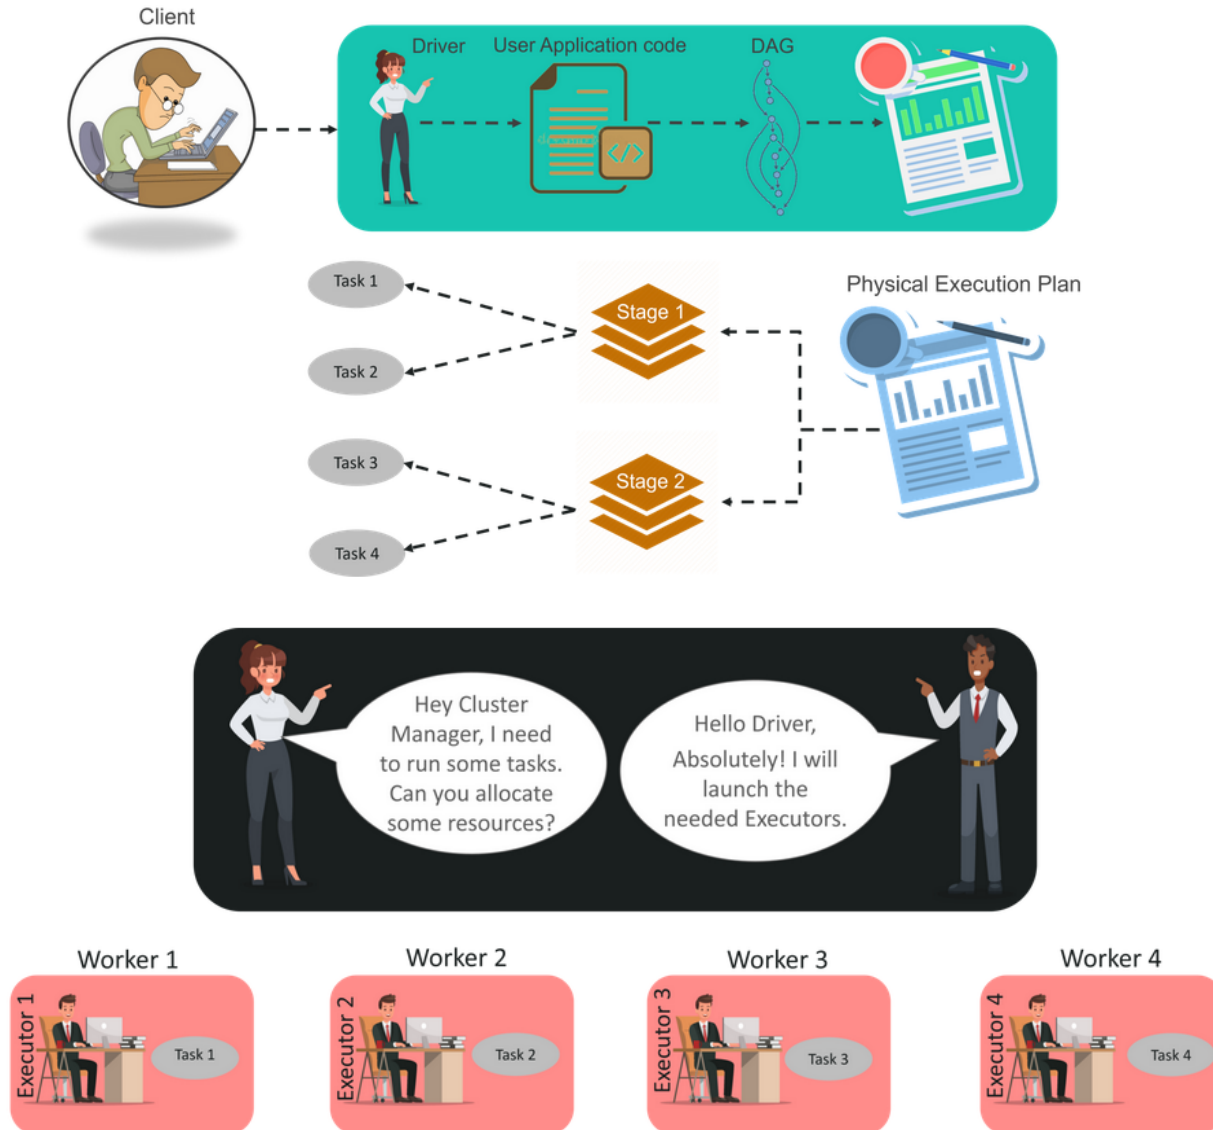 Client
Driver
User Application code
DAG
</>
Task 1
Stage 1
Physical Execution Plan
Task 2
Task 3
Stage 2
Task 4
Hey Cluster
Manager, I need
to run some tasks.
Can you allocate
some resources?
Hello Driver,
Absolutely! I will
launch the
needed Executors.
Worker 1
Worker 2
Worker 3
Worker 4
Executor 1
Task 1
Executor 2
Task 2
Executor 3
Task 3
Executor 4
Task 4